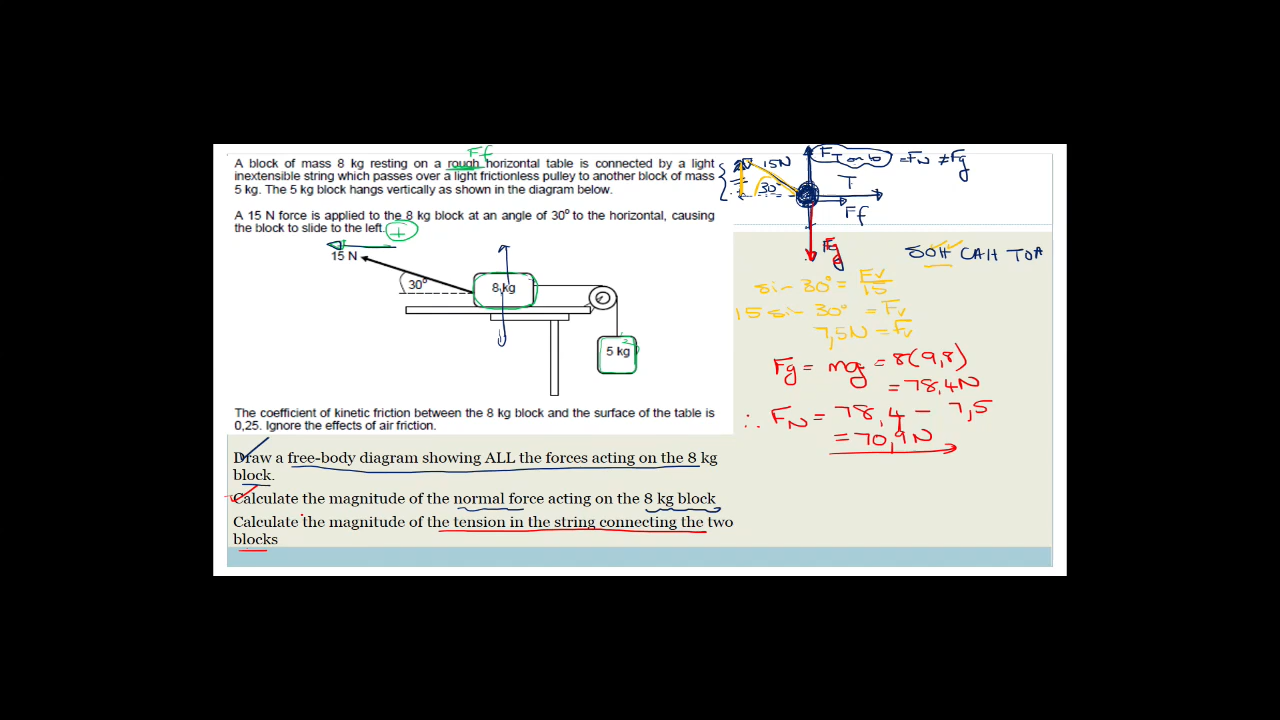 A block of mass 8 kg resting on a rough horizontal table is connected by a light
inextensible string which passes over a light frictionless pulley to another block of mass
5 kg. The 5 kg block hangs vertically as shown in the diagram below.
A 15 N force is applied to the 8 kg block at an angle of 30⁰ to the horizontal, causing
the block to slide to the left.
Ff
+
15 N
30⁰
8 kg
5 kg
The coefficient of kinetic friction between the 8 kg block and the surface of the table is
0,25. Ignore the effects of air friction.
Draw a free-body diagram showing ALL the forces acting on the 8 kg
block.
Calculate the magnitude of the normal force acting on the 8 kg block
Calculate the magnitude of the tension in the string connecting the two
blocks
15N
30°
= FN ≠ Fg
T
Ff
Fg
SOH CAH TOA
sin 30° = Fv/15
15 sin 30° = Fv
7,5N = Fv
Fg = mg = 8(9,8)
= 78,4N
∴ FN = 78,4 - 7,5
= 70,9N